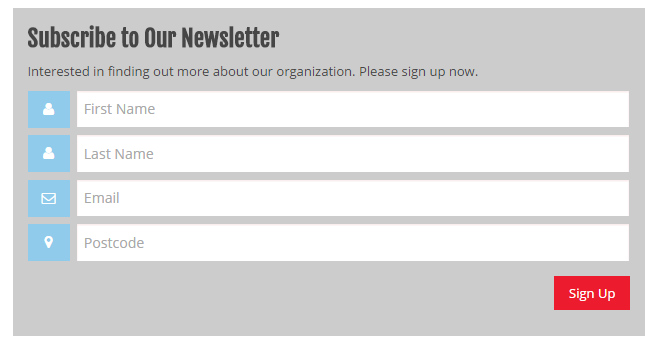 Subscribe to Our Newsletter
Interested in finding out more about our organization. Please sign up now.
First Name
Last Name
Email
Postcode
Sign Up